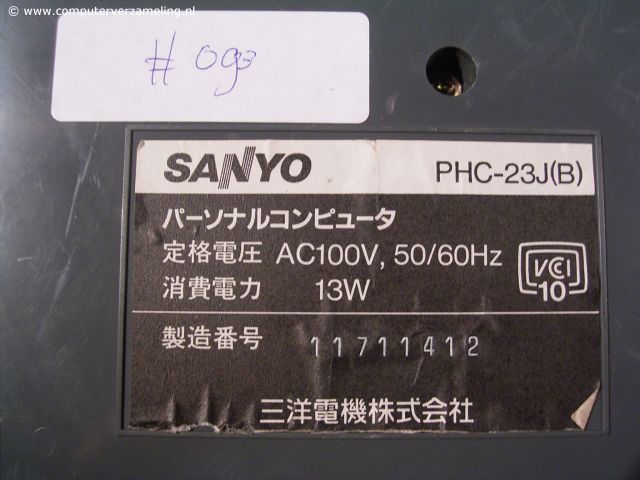 © www.computerverzameling.nl
# 093
SANYO PHC-23J(B)
パーソナルコンピュータ
定格電圧 AC100V, 50/60Hz
消費電力 13W
VCCI
10
製造番号 11711412
三洋電機株式会社